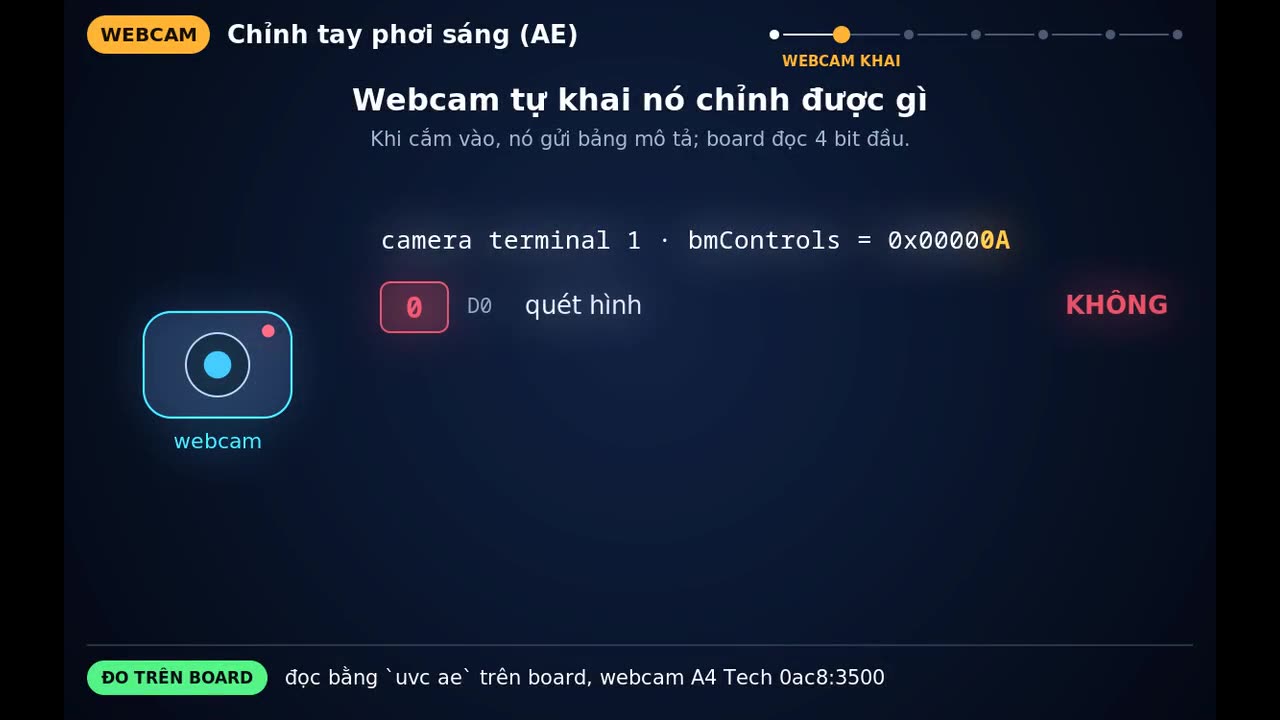 WEBCAM Chỉnh tay phơi sáng (AE)
WEBCAM KHAI
Webcam tự khai nó chỉnh được gì
Khi cắm vào, nó gửi bảng mô tả; board đọc 4 bit đầu.
camera terminal 1 · bmControls = 0x00000A
0 D0 quét hình KHÔNG
webcam
ĐO TRÊN BOARD đọc bằng `uvc ae` trên board, webcam A4 Tech 0ac8:3500